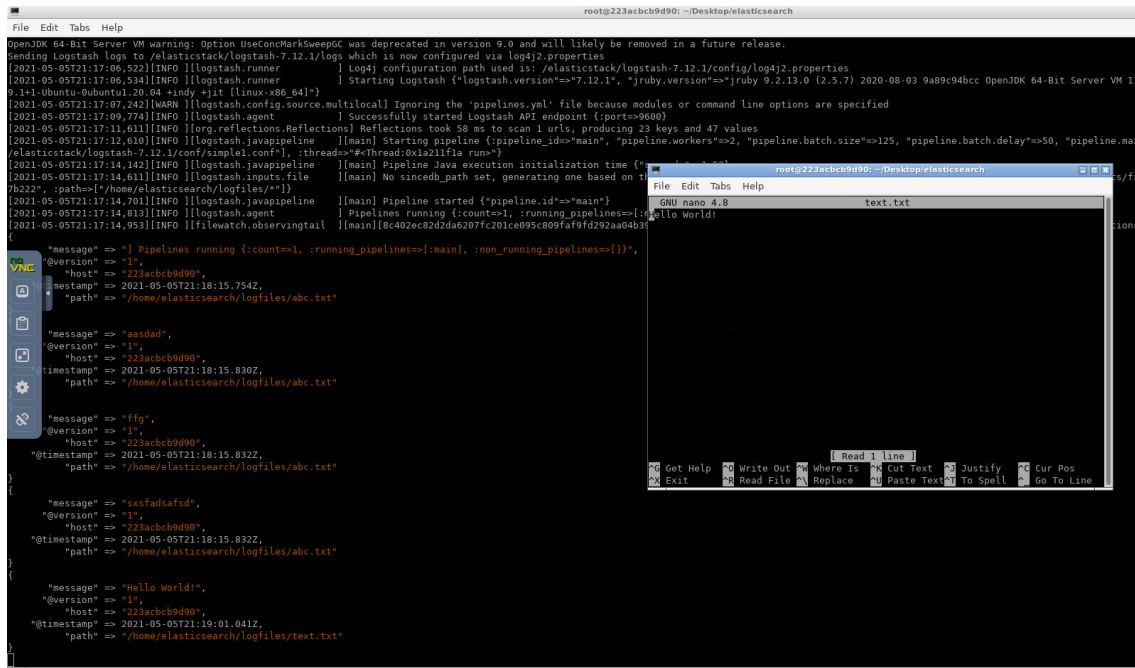 root@223acbcb9d90: ~/Desktop/elasticsearch
File Edit Tabs Help
OpenJDK 64-Bit Server VM warning: Option UseConcMarkSweepGC was deprecated in version 9.0 and will likely be removed in a future release.
Sending Logstash logs to /elasticstack/logstash-7.12.1/logs which is now configured via log4j2.properties
[2021-05-05T21:17:06,522][INFO ][logstash.runner ] Log4j configuration path used is: /elasticstack/logstash-7.12.1/config/log4j2.properties
[2021-05-05T21:17:06,534][INFO ][logstash.runner ] Starting Logstash {"logstash.version"=>"7.12.1", "jruby.version"=>"jruby 9.2.13.0 (2.5.7) 2020-08-03 9a89c94bcc OpenJDK 64-Bit Server VM 1
9.1+1-Ubuntu-0ubuntu1.20.04 +indy +jit [linux-x86_64]"}
[2021-05-05T21:17:07,242][WARN ][logstash.config.source.multilocal] Ignoring the 'pipelines.yml' file because modules or command line options are specified
[2021-05-05T21:17:09,774][INFO ][logstash.agent ] Successfully started Logstash API endpoint {:port=>9600}
[2021-05-05T21:17:11,611][INFO ][org.reflections.Reflections] Reflections took 58 ms to scan 1 urls, producing 23 keys and 47 values
[2021-05-05T21:17:12,610][INFO ][logstash.javapipeline ][main] Starting pipeline {:pipeline_id=>"main", "pipeline.workers"=>2, "pipeline.batch.size"=>125, "pipeline.batch.delay"=>50, "pipeline.ma
/elasticstack/logstash-7.12.1/conf/simple1.conf"], :thread=>"#<Thread:0x1a211f1a run>"}
[2021-05-05T21:17:14,142][INFO ][logstash.javapipeline ][main] Pipeline Java execution initialization time
[2021-05-05T21:17:14,611][INFO ][logstash.inputs.file ][main] No sincedb_path set, generating one based on
7b222", :path=>["/home/elasticsearch/logfiles/*"]}
[2021-05-05T21:17:14,701][INFO ][logstash.javapipeline ][main] Pipeline started {"pipeline.id"=>"main"}
[2021-05-05T21:17:14,813][INFO ][logstash.agent ] Pipelines running {:count=>1, :running_pipelines=>[:
[2021-05-05T21:17:14,953][INFO ][filewatch.observingtail ][main]
{
"message" => "] Pipelines running {:count=>1, :running_pipelines=>[:main], :non_running_pipelines=>[]}",
"@version" => "1",
"host" => "223acbcb9d90",
timestamp" => 2021-05-05T21:18:15.754Z,
"path" => "/home/elasticsearch/logfiles/abc.txt"
"message" => "aasdad",
"@version" => "1",
"host" => "223acbcb9d90",
timestamp" => 2021-05-05T21:18:15.830Z,
"path" => "/home/elasticsearch/logfiles/abc.txt"
"message" => "ffg",
"@version" => "1",
"host" => "223acbcb9d90",
"@timestamp" => 2021-05-05T21:18:15.832Z,
"path" => "/home/elasticsearch/logfiles/abc.txt"
}
{
"message" => "sxsfadsafsd",
"@version" => "1",
"host" => "223acbcb9d90",
"@timestamp" => 2021-05-05T21:18:15.832Z,
"path" => "/home/elasticsearch/logfiles/abc.txt"
}
{
"message" => "Hello World!",
"@version" => "1",
"host" => "223acbcb9d90",
"@timestamp" => 2021-05-05T21:19:01.041Z,
"path" => "/home/elasticsearch/logfiles/text.txt"
}
noVNC
root@223acbcb9d90: ~/Desktop/elasticsearch
File Edit Tabs Help
GNU nano 4.8 text.txt
Hello World!
[ Read 1 line ]
^G Get Help ^O Write Out ^W Where Is ^K Cut Text ^J Justify ^C Cur Pos
^X Exit ^R Read File ^\ Replace ^U Paste Text ^T To Spell ^_ Go To Line